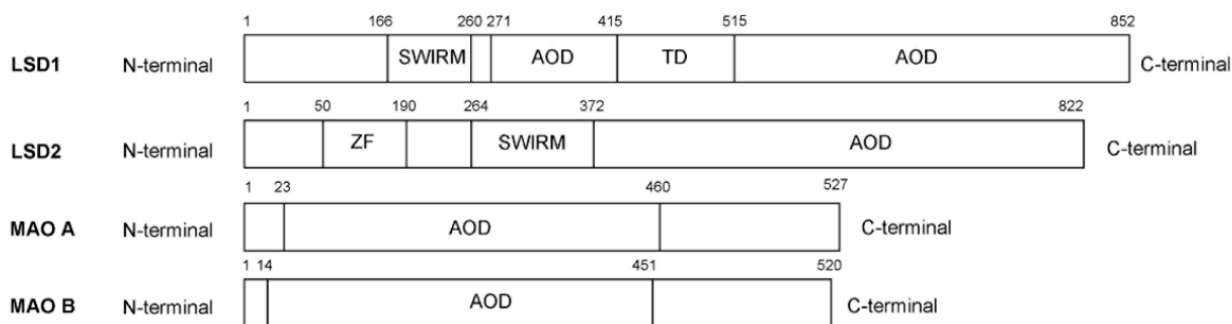 1 166 260 271 415 515 852
LSD1 N-terminal SWIRM AOD TD AOD C-terminal
1 50 190 264 372 822
LSD2 N-terminal ZF SWIRM AOD C-terminal
1 23 460 527
MAO A N-terminal AOD C-terminal
1 14 451 520
MAO B N-terminal AOD C-terminal